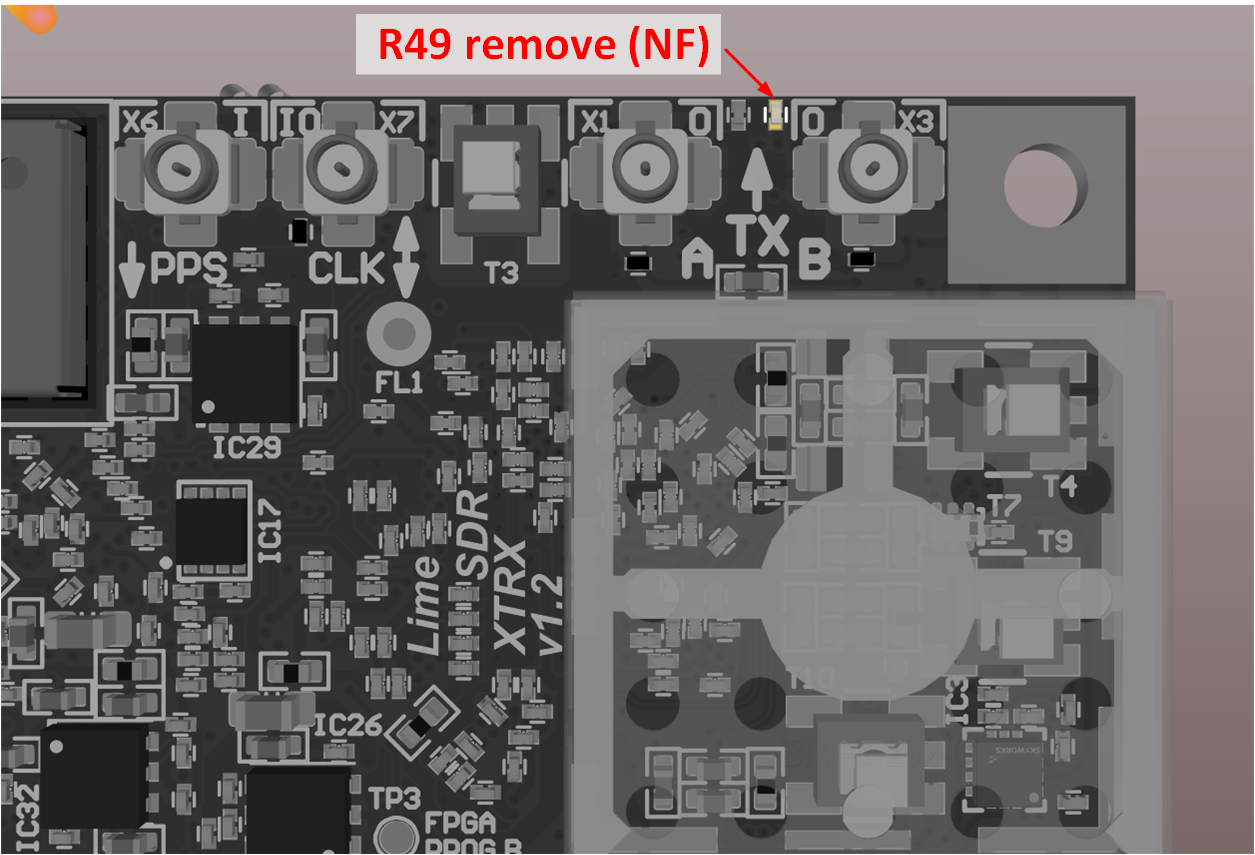 R49 remove (NF)
X6 I
IO X7
X1 O
O X3
TX
A B
PPS
CLK
T3
FL1
IC29
IC17
Lime
SDR
XTRX
v1.2
T4
T7
T9
T10
IC3
SKYWORKS
IC26
IC32
TP3
FPGA
PROG B